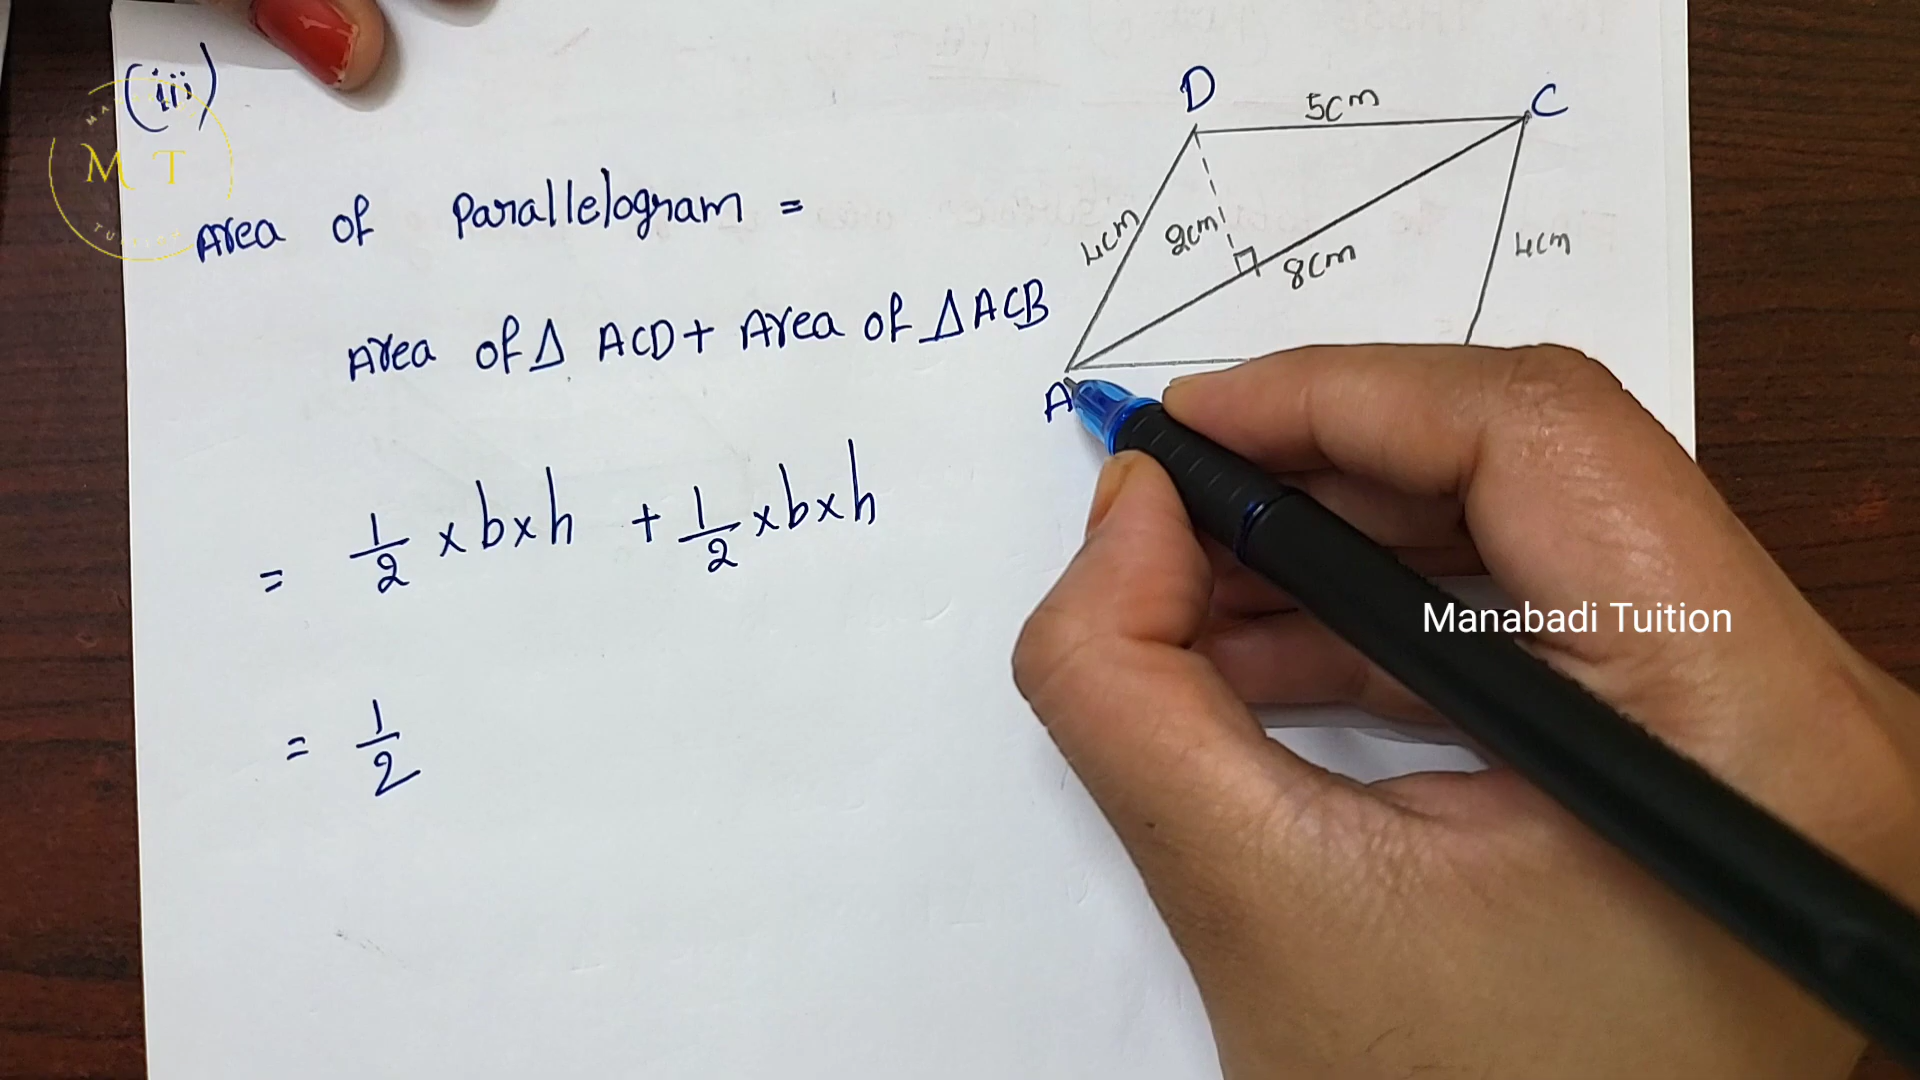 (iii)
M T
Area of Parallelogram =
Area of Δ ACD + Area of Δ ACB
= 1/2 × b × h + 1/2 × b × h
= 1/2
D
5cm
C
4cm
2cm
8cm
4cm
A
Manabadi Tuition